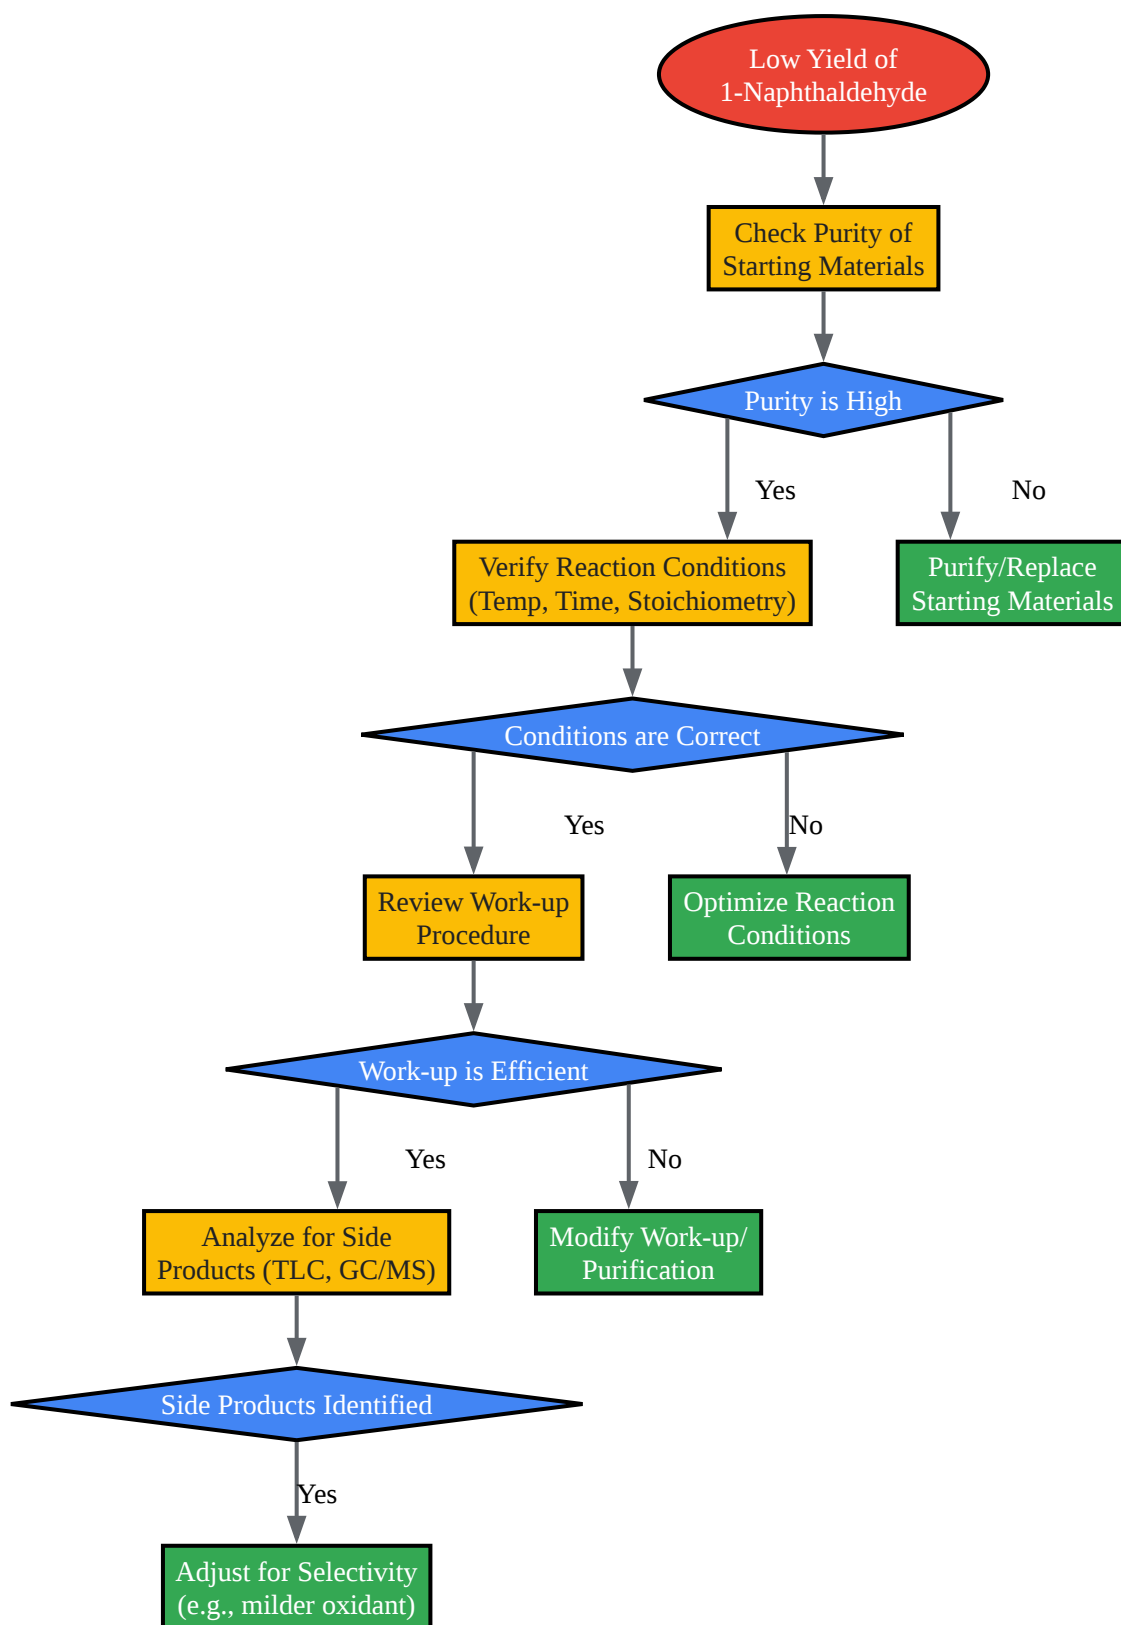 Low Yield of
1-Naphthaldehyde
Check Purity of
Starting Materials
Purity is High
Yes
No
Verify Reaction Conditions
(Temp, Time, Stoichiometry)
Purify/Replace
Starting Materials
Conditions are Correct
Yes
No
Review Work-up
Procedure
Optimize Reaction
Conditions
Work-up is Efficient
Yes
No
Analyze for Side
Products (TLC, GC/MS)
Modify Work-up/
Purification
Side Products Identified
Yes
Adjust for Selectivity
(e.g., milder oxidant)